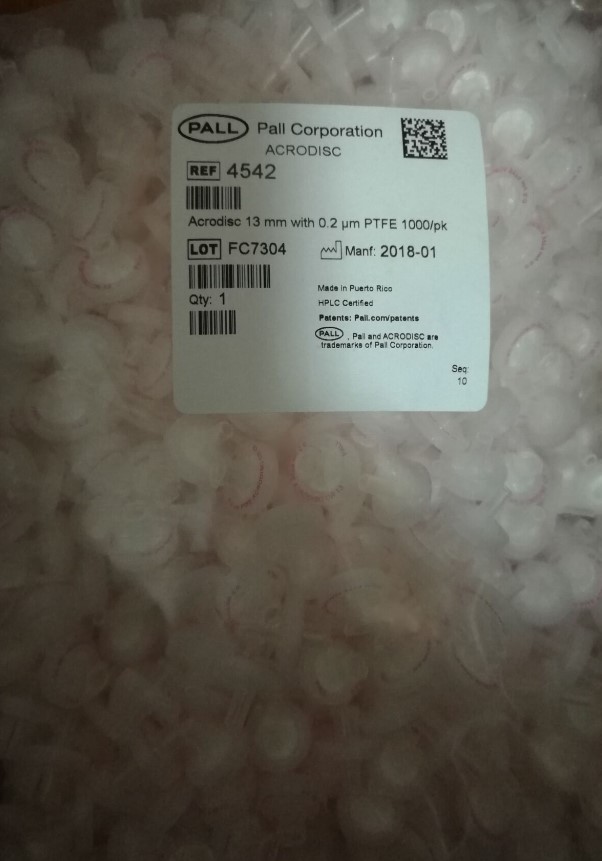 PALL Pall Corporation
ACRODISC
REF 4542
Acrodisc 13 mm with 0.2 µm PTFE 1000/pk
LOT FC7304 Manf: 2018-01
Qty: 1
Made in Puerto Rico
HPLC Certified
Patents: Pall.com/patents
PALL , Pall and ACRODISC are
trademarks of Pall Corporation.
Seq:
10